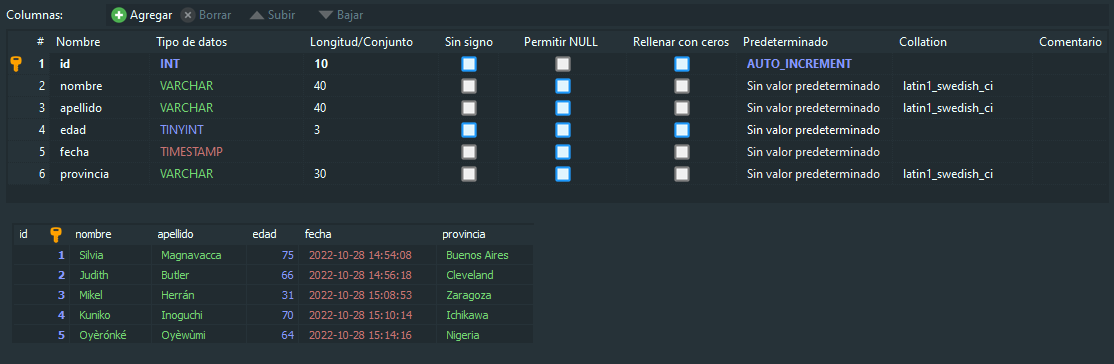 Columnas: Agregar Borrar Subir Bajar
# Nombre Tipo de datos Longitud/Conjunto Sin signo Permitir NULL Rellenar con ceros Predeterminado Collation Comentario
1 id INT 10 AUTO_INCREMENT
2 nombre VARCHAR 40 Sin valor predeterminado latin1_swedish_ci
3 apellido VARCHAR 40 Sin valor predeterminado latin1_swedish_ci
4 edad TINYINT 3 Sin valor predeterminado
5 fecha TIMESTAMP Sin valor predeterminado
6 provincia VARCHAR 30 Sin valor predeterminado latin1_swedish_ci
id nombre apellido edad fecha provincia
1 Silvia Magnavacca 75 2022-10-28 14:54:08 Buenos Aires
2 Judith Butler 66 2022-10-28 14:56:18 Cleveland
3 Mikel Herrán 31 2022-10-28 15:08:53 Zaragoza
4 Kuniko Inoguchi 70 2022-10-28 15:10:14 Ichikawa
5 Oyèrónké Oyèwùmi 64 2022-10-28 15:14:16 Nigeria